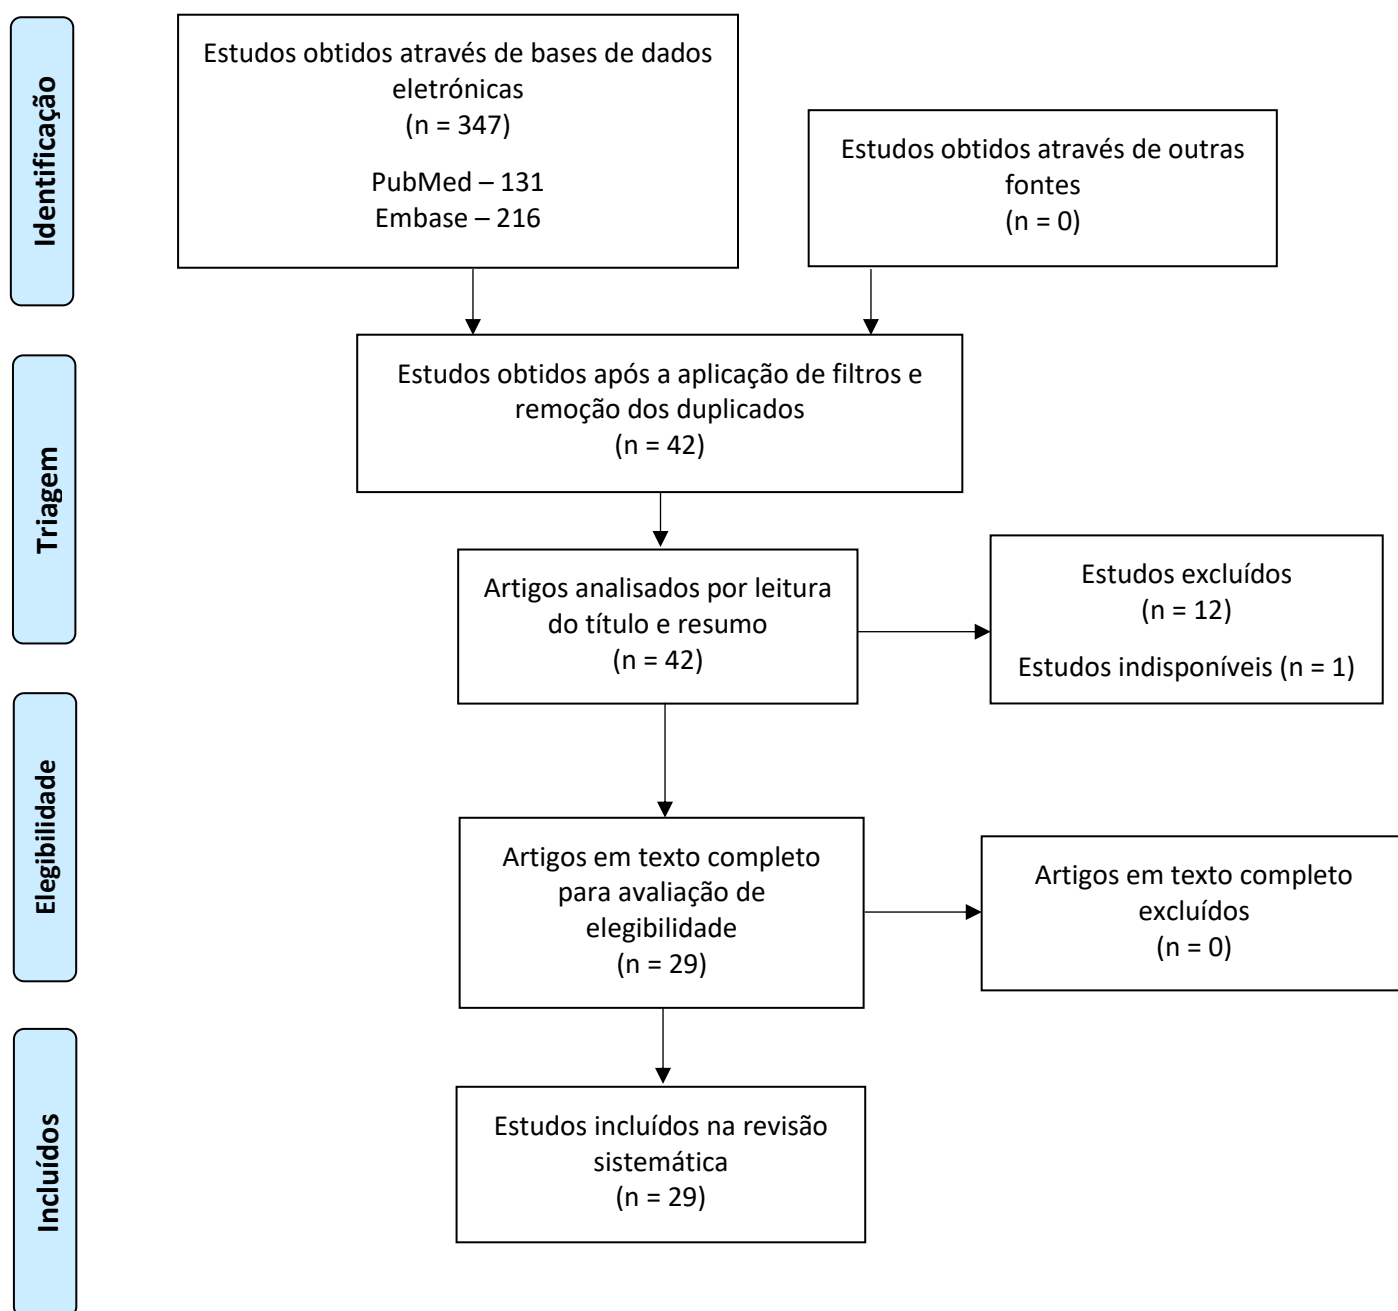 Identificação
Estudos obtidos através de bases de dados
eletrónicas
(n = 347)
PubMed – 131
Embase – 216
Estudos obtidos através de outras
fontes
(n = 0)
Triagem
Estudos obtidos após a aplicação de filtros e
remoção dos duplicados
(n = 42)
Artigos analisados por leitura
do título e resumo
(n = 42)
Estudos excluídos
(n = 12)
Estudos indisponíveis (n = 1)
Elegibilidade
Artigos em texto completo
para avaliação de
elegibilidade
(n = 29)
Artigos em texto completo
excluídos
(n = 0)
Incluídos
Estudos incluídos na revisão
sistemática
(n = 29)